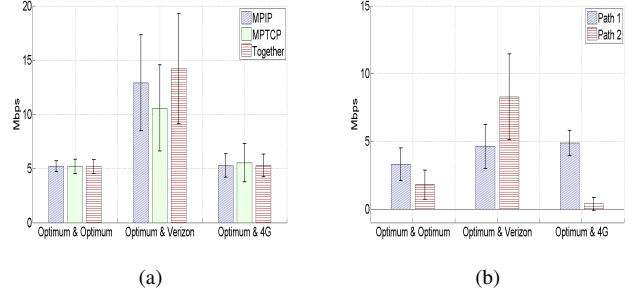 20
15
10
5
0
Mbps
MPIP
MPTCP
Together
Optimum & Optimum
Optimum & Verizon
Optimum & 4G
(a)
15
10
5
0
Mbps
Path 1
Path 2
Optimum & Optimum
Optimum & Verizon
Optimum & 4G
(b)